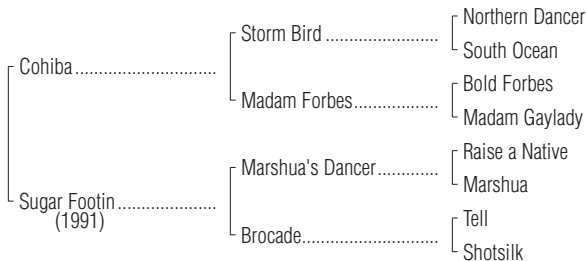 Northern Dancer
Storm Bird ..........................
South Ocean
Cohiba .................................
Bold Forbes
Madam Forbes ...................
Madam Gaylady
Raise a Native
Marshua's Dancer ..............
Marshua
Sugar Footin .......................
(1991)
Tell
Brocade ...............................
Shotsilk